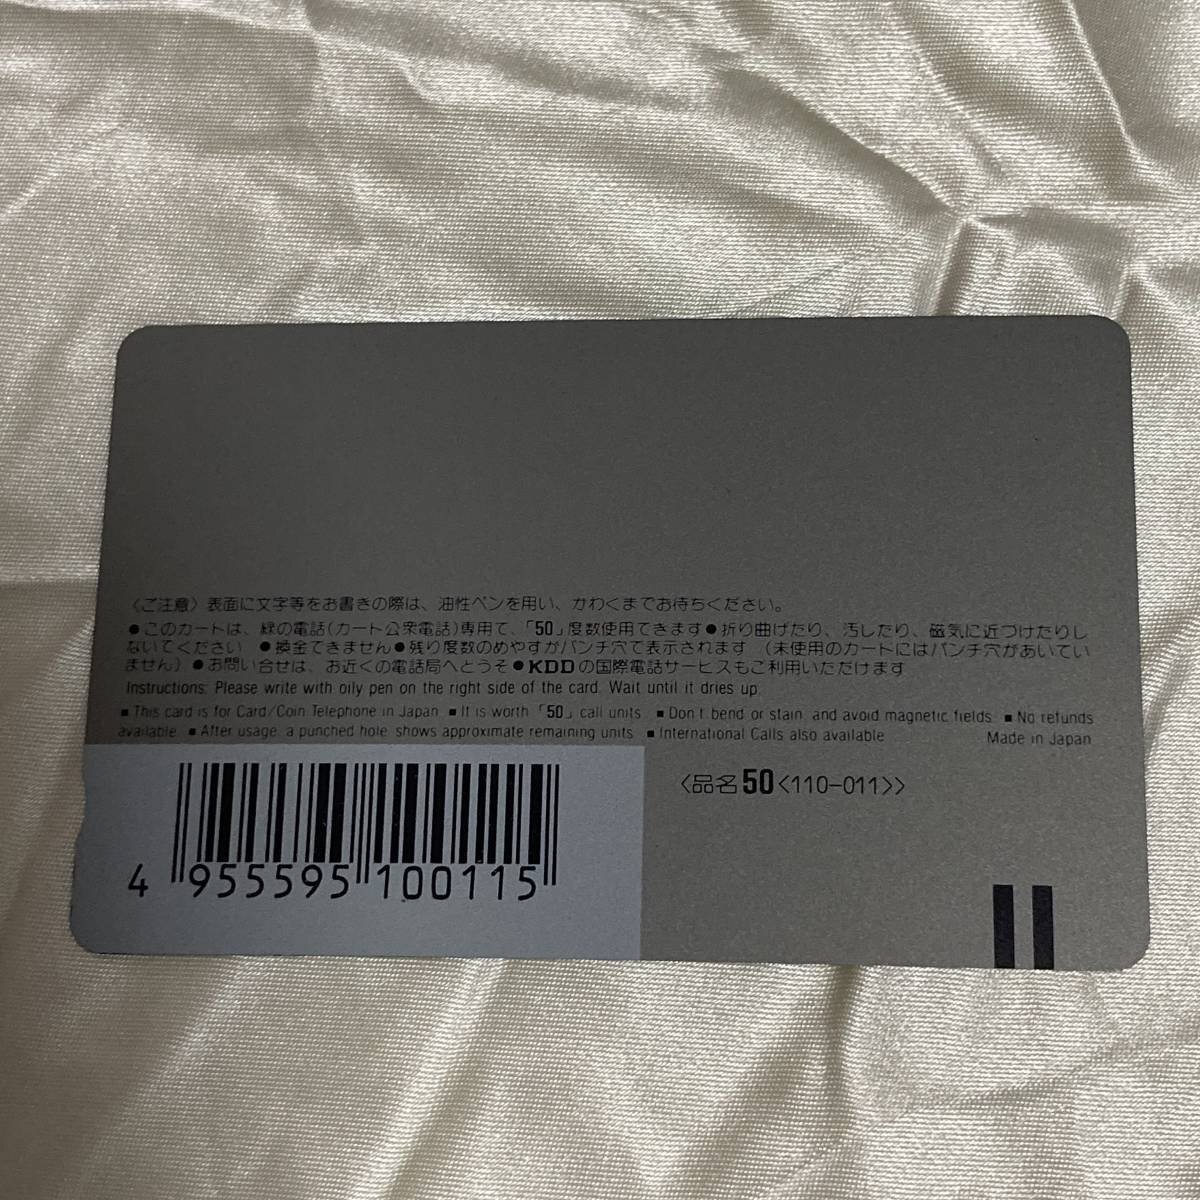 〈ご注意〉表面に文字等をお書きの際は、油性ペンを用い、かわくまでお待ちください。
●このカードは、緑の電話(カード公衆電話)専用で、「50」度数使用できます●折り曲げたり、汚したり、磁気に近づけたりし
ないでください ●換金できません●残り度数のめやすがパンチ穴で表示されます (未使用のカードにはパンチ穴があいてい
ません)●お問い合せは、お近くの電話局へどうぞ●KDDの国際電話サービスもご利用いただけます
Instructions: Please write with oily pen on the right side of the card. Wait until it dries up.
■ This card is for Card/Coin Telephone in Japan ■ It is worth「50」call units ■ Don't bend or stain, and avoid magnetic fields ■ No refunds
available ■ After usage, a punched hole shows approximate remaining units ■ International Calls also available Made in Japan
〈品名50〈110-011〉〉
4 955595 100115